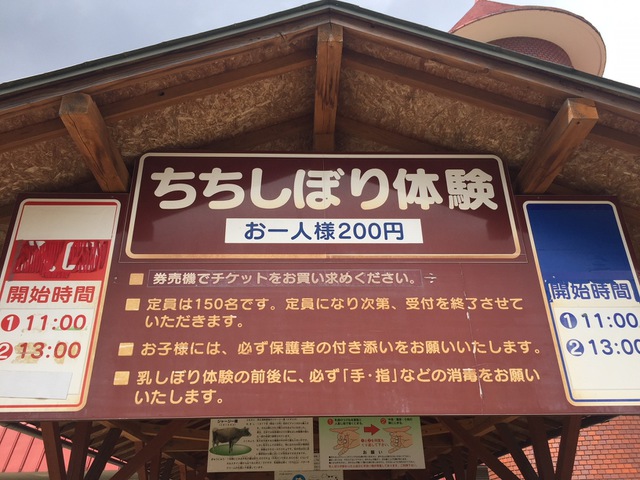 ちちしぼり体験
お一人様200円
券売機でチケットをお買い求めください。
定員は150名です。定員になり次第、受付を終了させて
いただきます。
お子様には、必ず保護者の付き添いをお願いいたします。
乳しぼり体験の前後に、必ず「手・指」などの消毒をお願い
いたします。
開始時間
❶11:00
❷13:00
開始時間
❶11:00
❷13:00